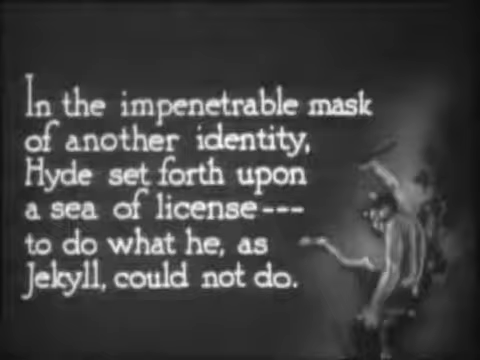 In the impenetrable mask
of another identity,
Hyde set forth upon
a sea of license---
to do what he, as
Jekyll, could not do.